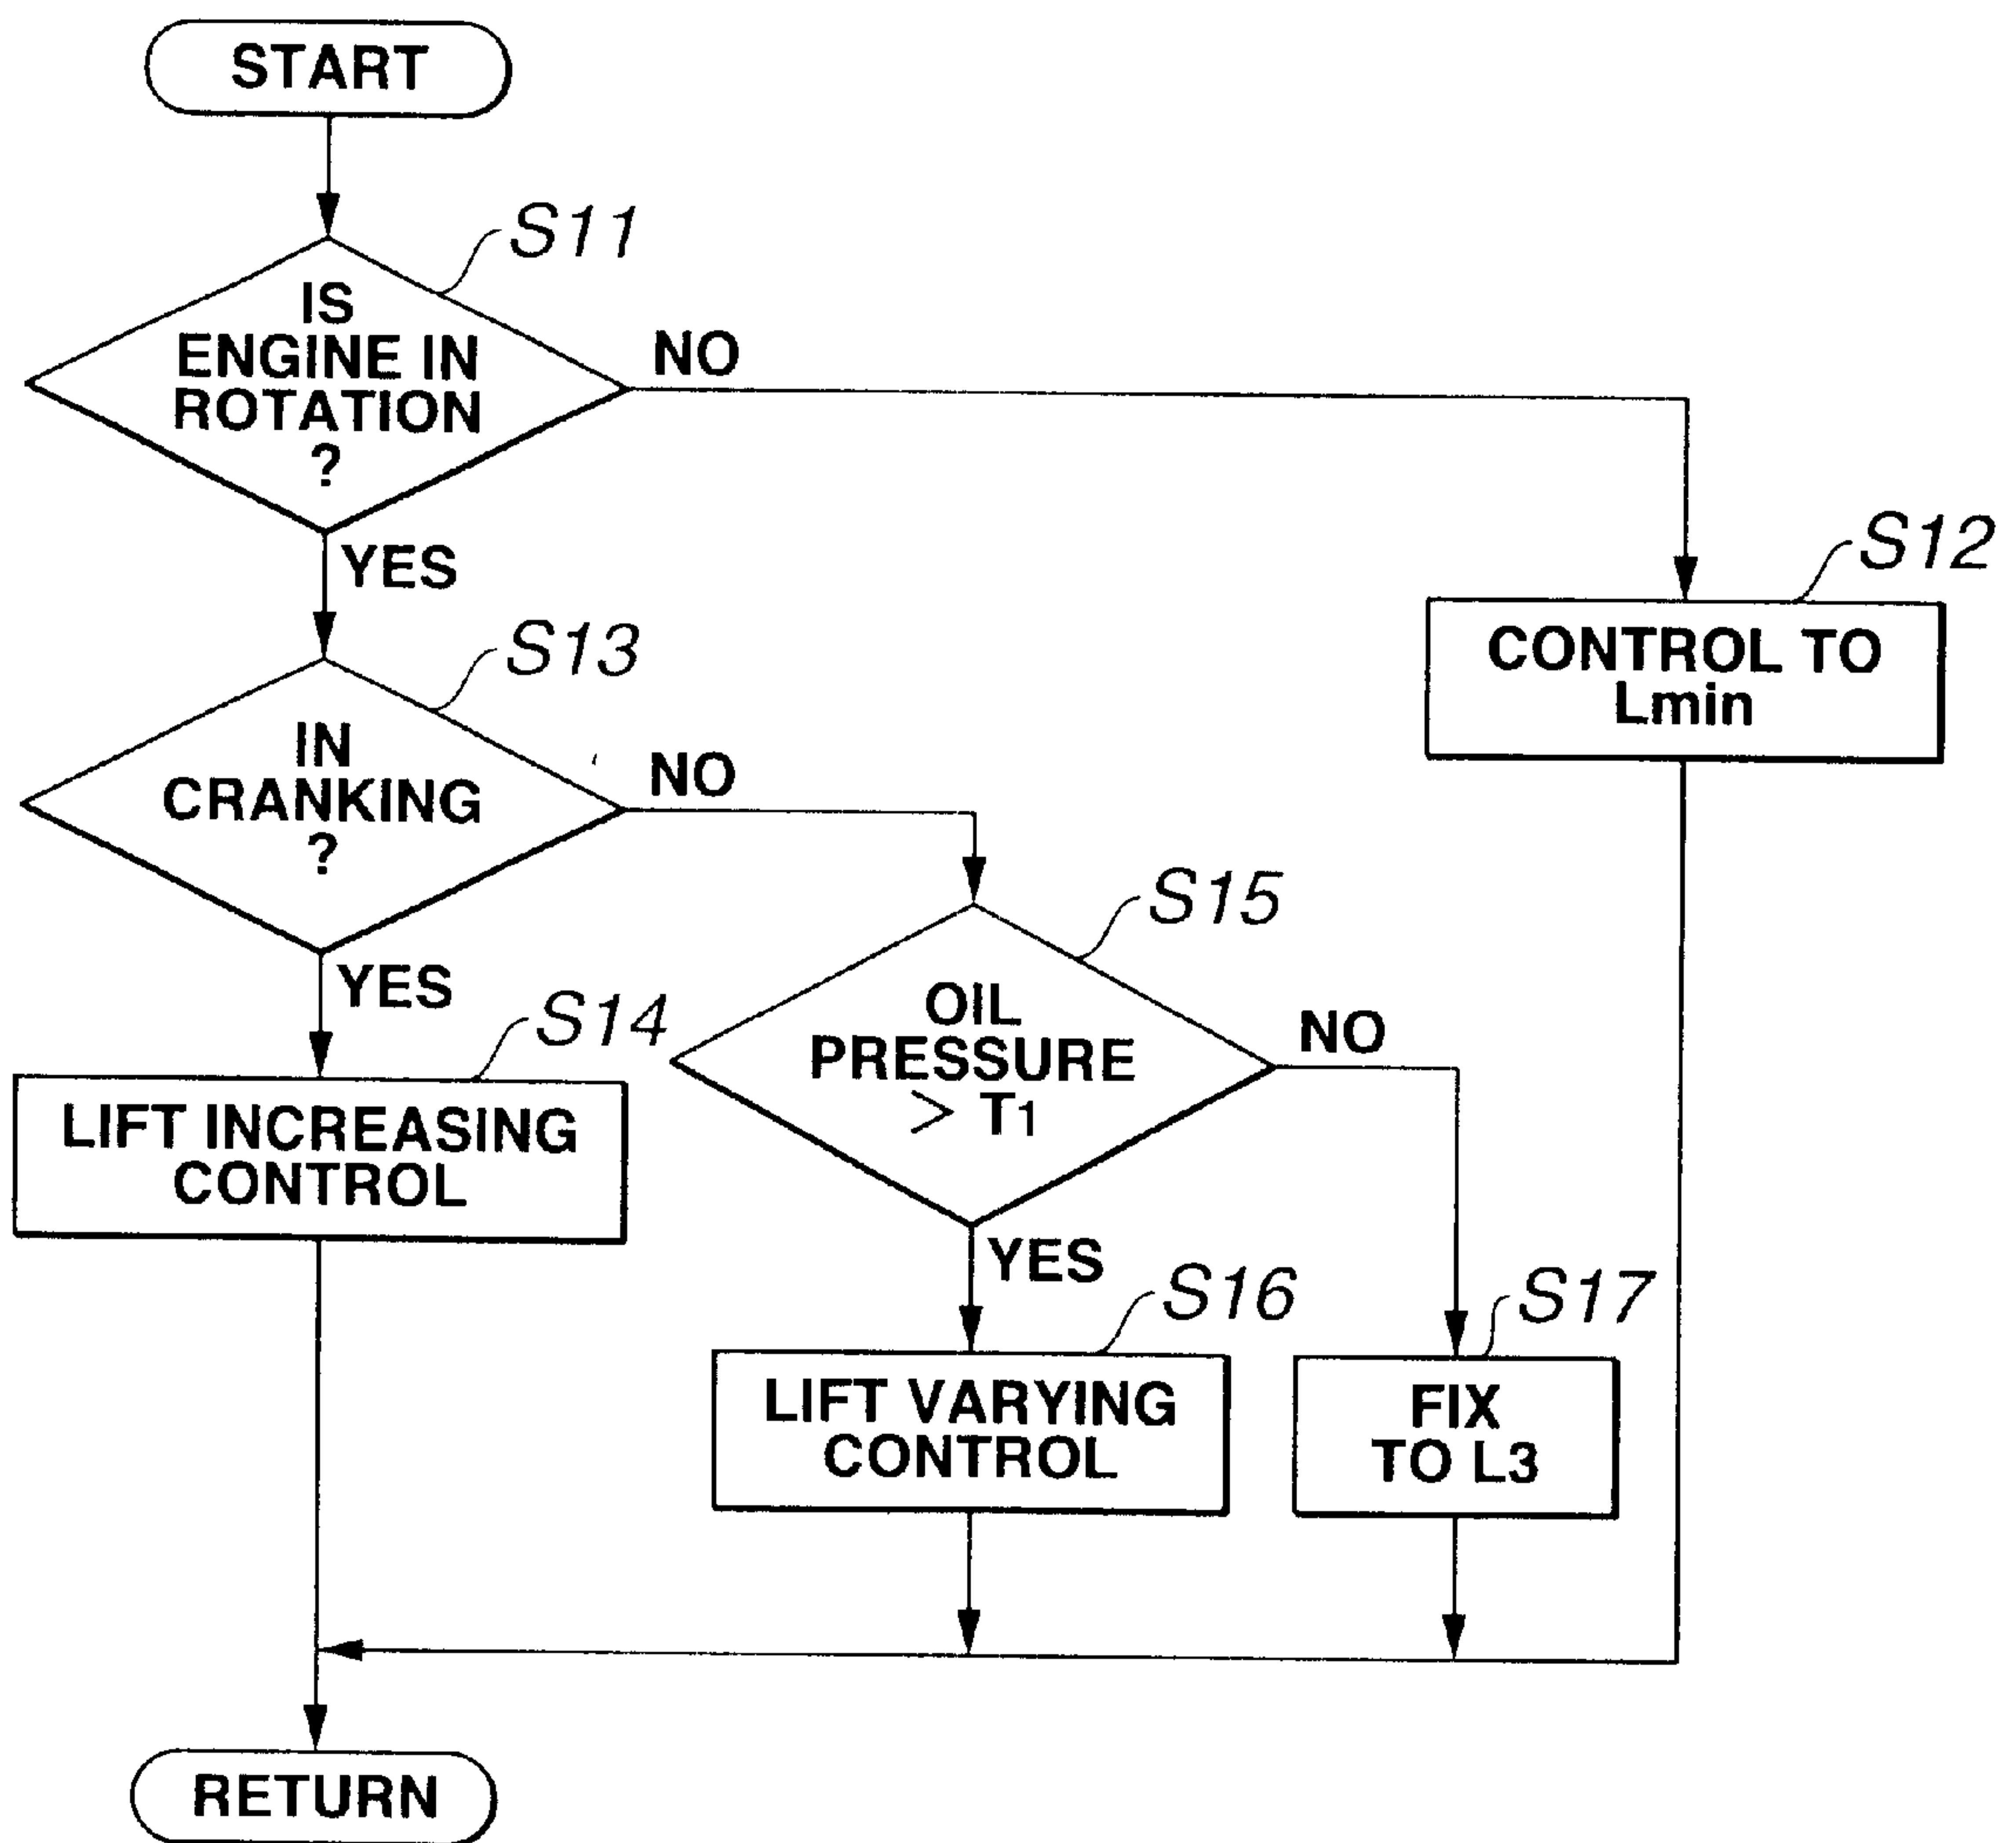 START
S11
IS
ENGINE IN
ROTATION
?
NO
YES
S12
CONTROL TO
Lmin
S13
IN
CRANKING
?
NO
YES
S15
OIL
PRESSURE
> T1
NO
S14
LIFT INCREASING
CONTROL
YES
S16
S17
LIFT VARYING
CONTROL
FIX
TO L3
RETURN